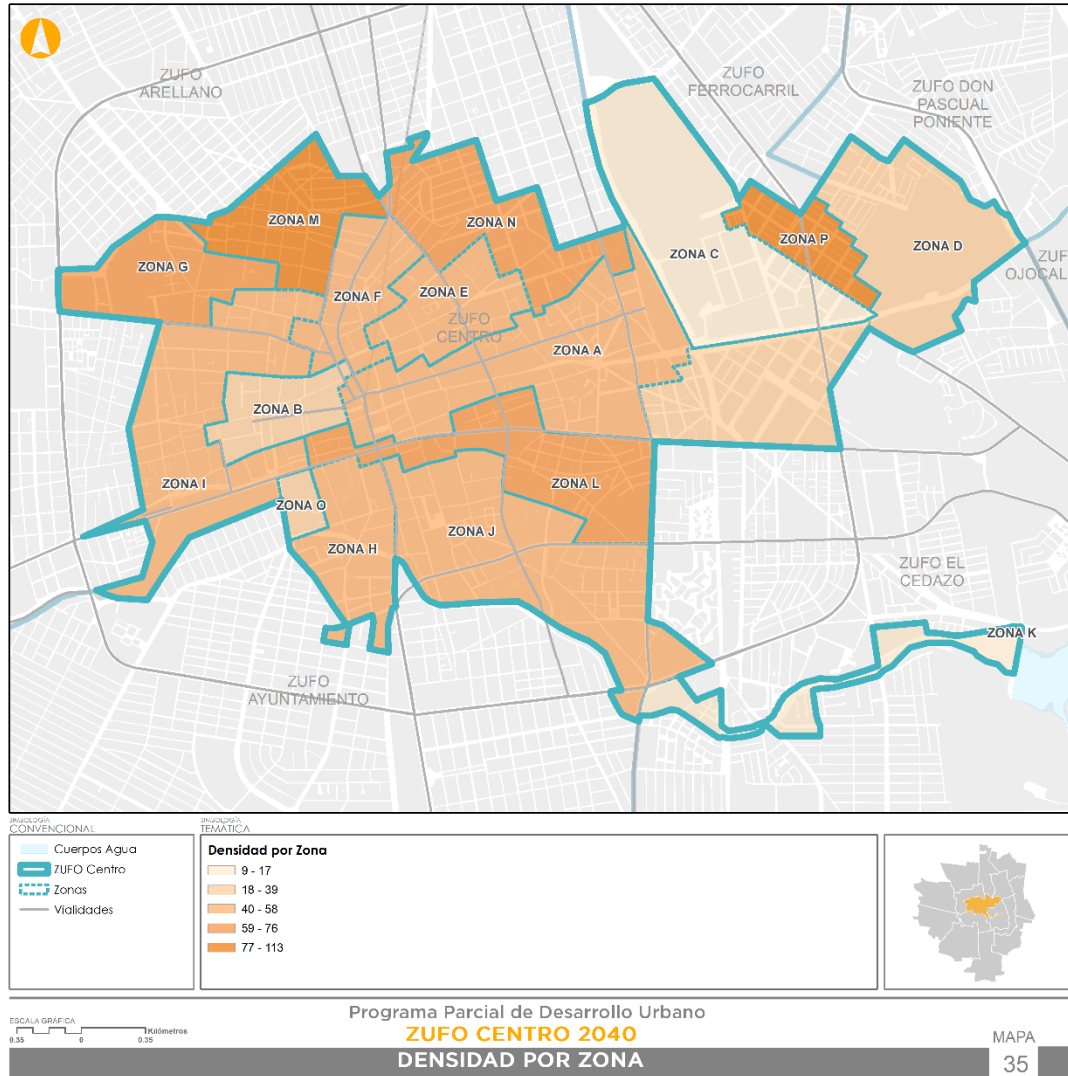 ZUFO
ARELLANO
ZUFO
FERROCARRIL
ZUFO DON
PASCUAL
PONIENTE
ZONA M
ZONA N
ZONA P
ZONA D
ZONA G
ZONA C
ZUFO
OJOCAL
ZONA F
ZONA E
ZUFO
CENTRO
ZONA A
ZONA B
ZONA I
ZONA L
ZONA O
ZONA J
ZONA H
ZUFO EL
CEDAZO
ZONA K
ZUFO
AYUNTAMIENTO
SIMBOLOGÍA
CONVENCIONAL
Cuerpos Agua
ZUFO Centro
Zonas
Vialidades
SIMBOLOGÍA
TEMÁTICA
Densidad por Zona
9 - 17
18 - 39
40 - 58
59 - 76
77 - 113
ESCALA GRÁFICA
0.35 0 0.35 Kilómetros
Programa Parcial de Desarrollo Urbano
ZUFO CENTRO 2040
DENSIDAD POR ZONA
MAPA
35